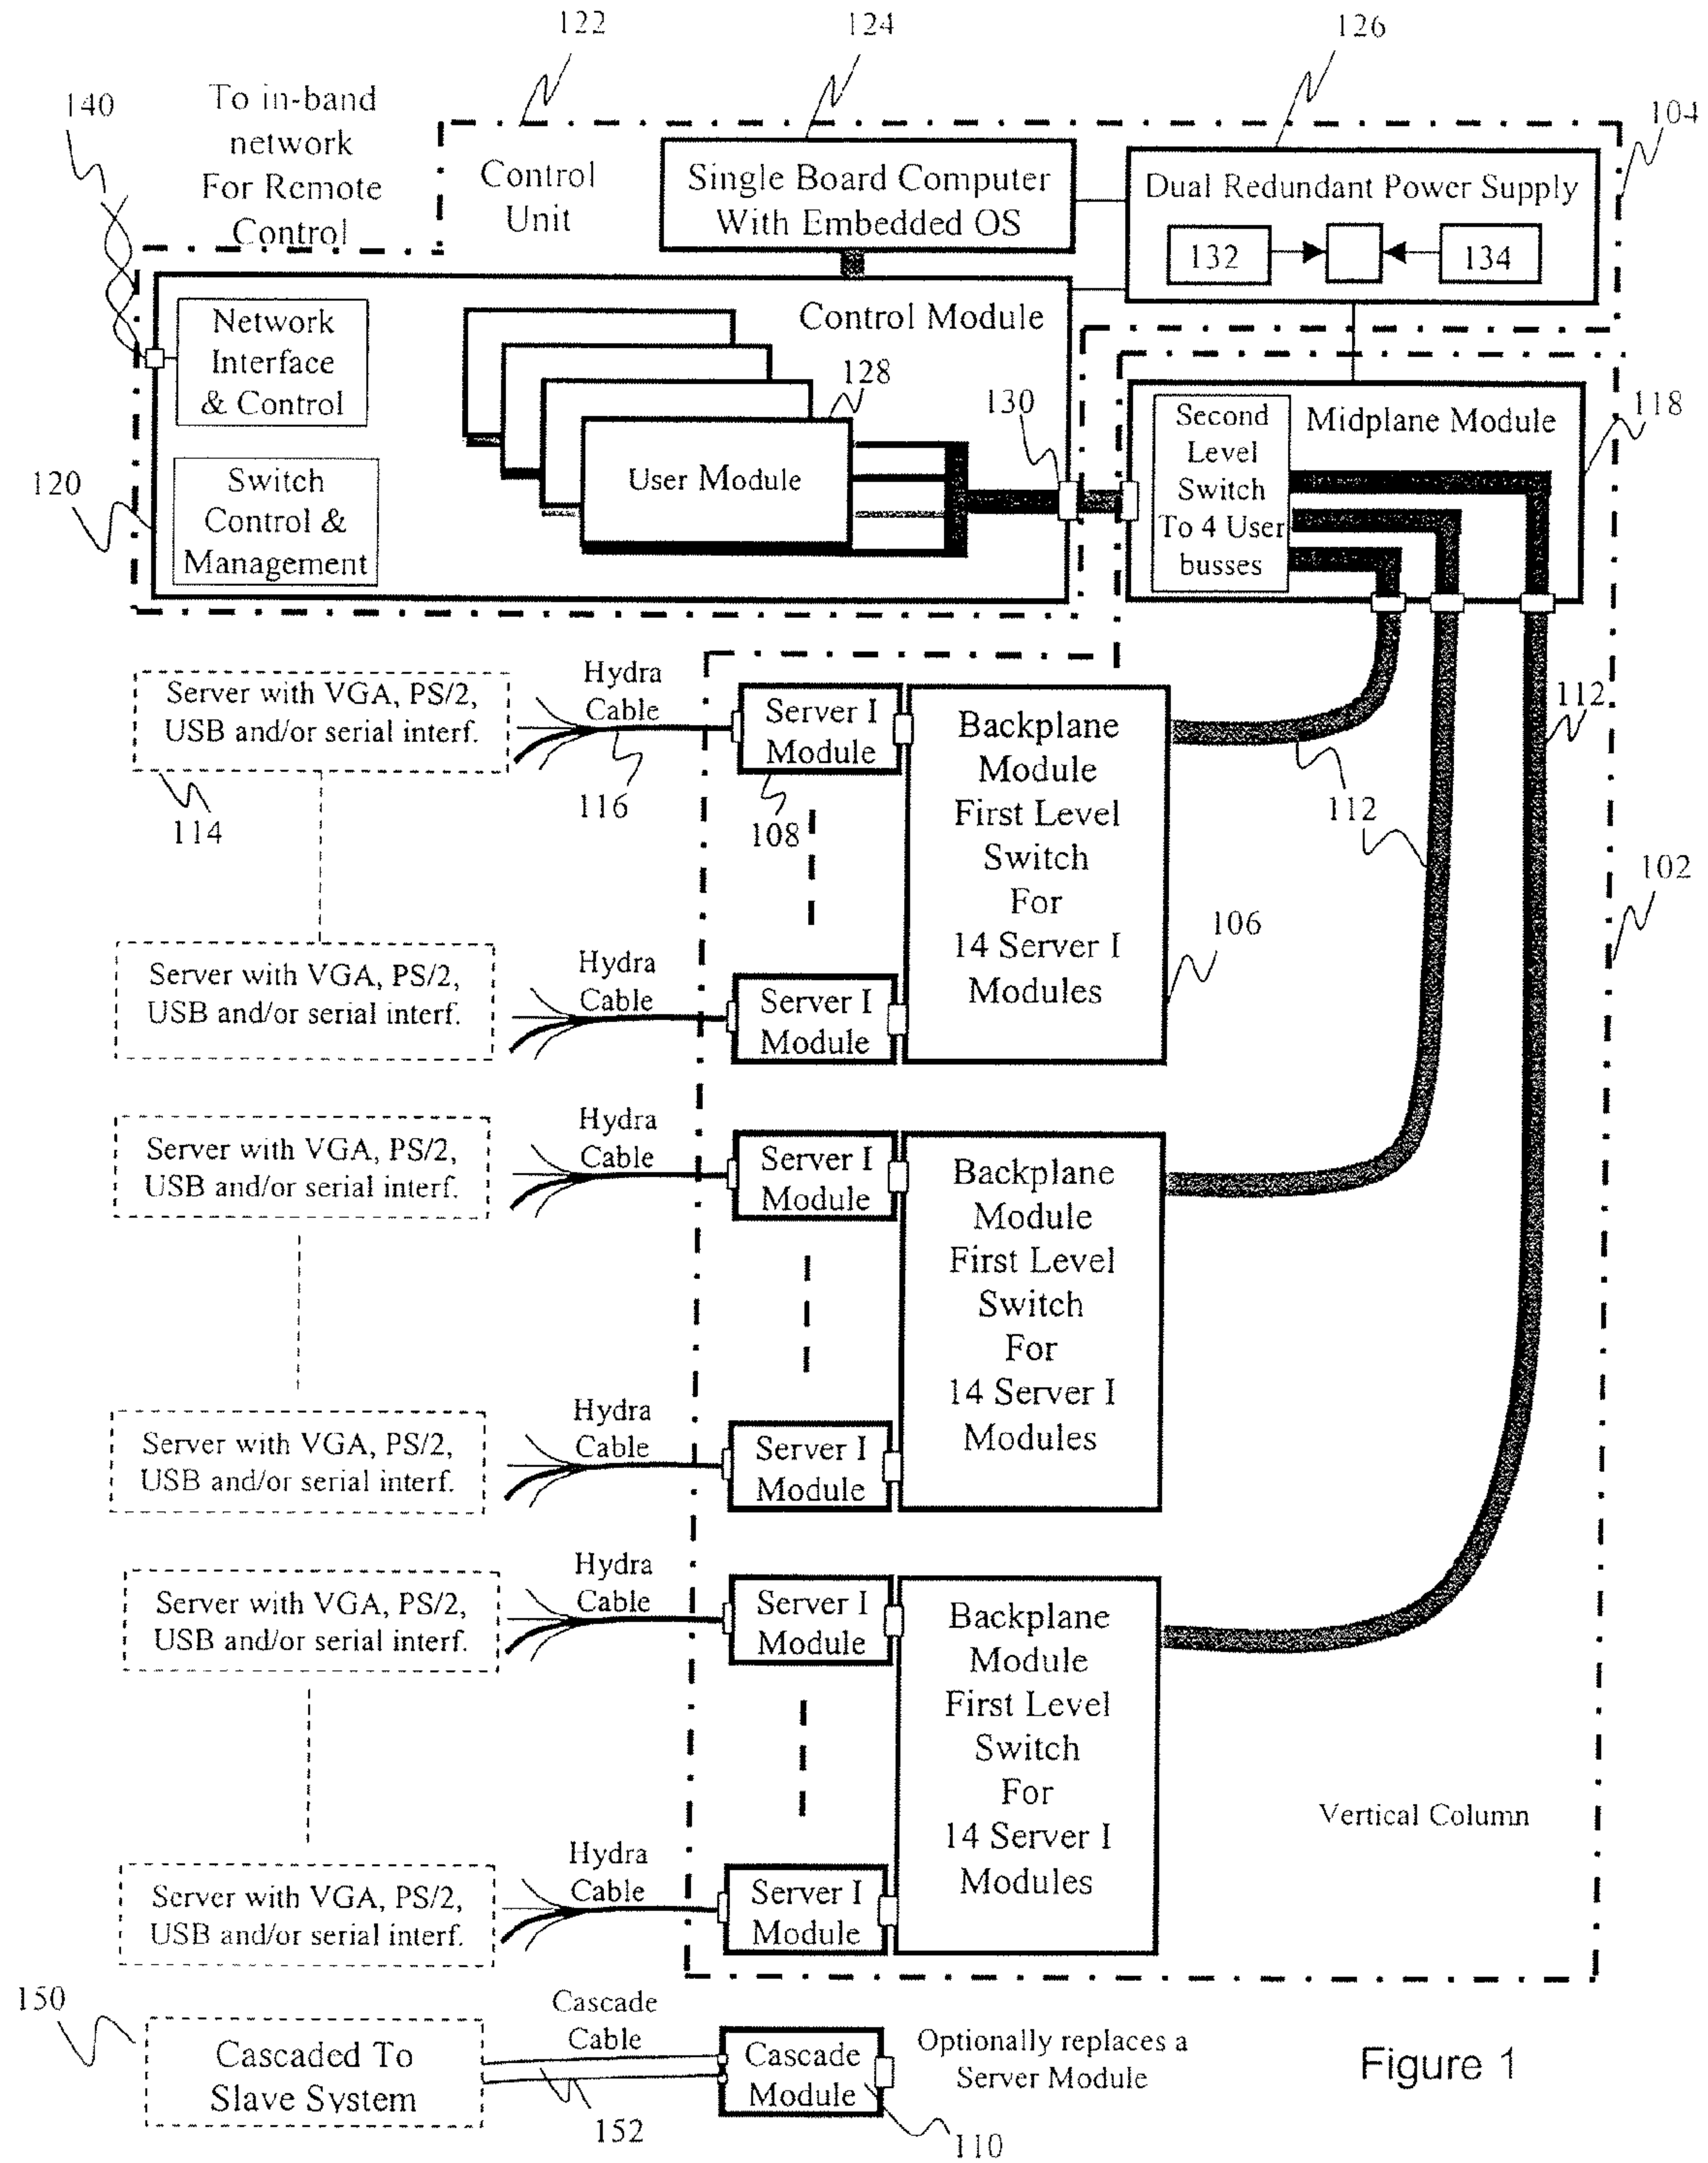 122
124
126
140
To in-band
network
For Remote
Control
104
Control
Unit
Single Board Computer
With Embedded OS
Dual Redundant Power Supply
132
134
Network
Interface
& Control
Control Module
128
130
User Module
120
Switch
Control &
Management
Second
Level
Switch
To 4 User
busses
Midplane Module
118
Server with VGA, PS/2,
USB and/or serial interf.
114
Hydra
Cable
116
Server I
Module
108
Backplane
Module
First Level
Switch
For
14 Server I
Modules
112
112
102
106
Server with VGA, PS/2,
USB and/or serial interf.
Hydra
Cable
Server I
Module
Server with VGA, PS/2,
USB and/or serial interf.
Hydra
Cable
Server I
Module
Backplane
Module
First Level
Switch
For
14 Server I
Modules
Server with VGA, PS/2,
USB and/or serial interf.
Hydra
Cable
Server I
Module
Server with VGA, PS/2,
USB and/or serial interf.
Hydra
Cable
Server I
Module
Backplane
Module
First Level
Switch
For
14 Server I
Modules
Vertical Column
Server with VGA, PS/2,
USB and/or serial interf.
Hydra
Cable
Server I
Module
150
Cascaded To
Slave System
Cascade
Cable
152
Cascade
Module
110
Optionally replaces a
Server Module
Figure 1